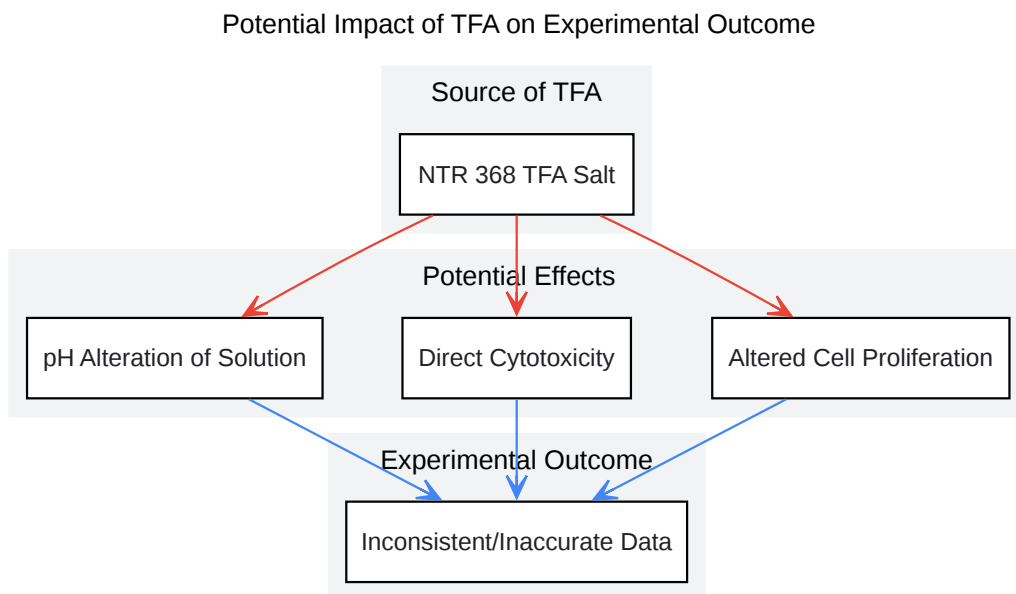 Potential Impact of TFA on Experimental Outcome
Source of TFA
NTR 368 TFA Salt
Potential Effects
pH Alteration of Solution
Direct Cytotoxicity
Altered Cell Proliferation
Experimental Outcome
Inconsistent/Inaccurate Data